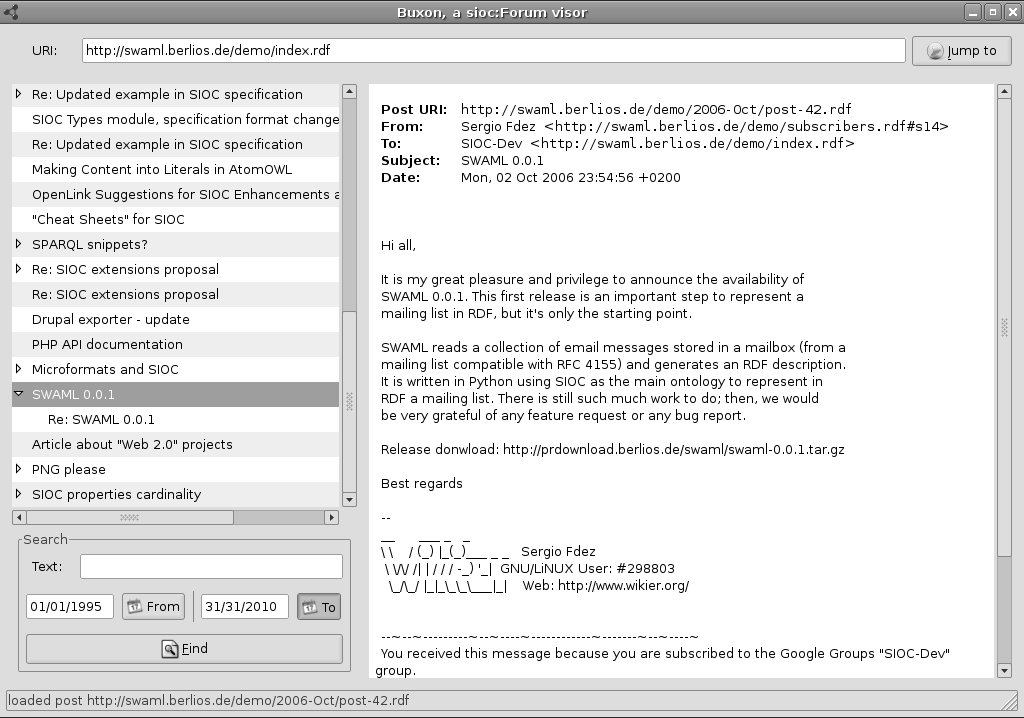 Buxon, a sioc:Forum visor
URI: http://swaml.berlios.de/demo/index.rdf Jump to
Re: Updated example in SIOC specification
SIOC Types module, specification format change
Re: Updated example in SIOC specification
Making Content into Literals in AtomOWL
OpenLink Suggestions for SIOC Enhancements a
"Cheat Sheets" for SIOC
SPARQL snippets?
Re: SIOC extensions proposal
Re: SIOC extensions proposal
Drupal exporter - update
PHP API documentation
Microformats and SIOC
SWAML 0.0.1
Re: SWAML 0.0.1
Article about "Web 2.0" projects
PNG please
SIOC properties cardinality
Search
Text:
01/01/1995 From 31/31/2010 To
Find
Post URI: http://swaml.berlios.de/demo/2006-Oct/post-42.rdf
From: Sergio Fdez <http://swaml.berlios.de/demo/subscribers.rdf#s14>
To: SIOC-Dev <http://swaml.berlios.de/demo/index.rdf>
Subject: SWAML 0.0.1
Date: Mon, 02 Oct 2006 23:54:56 +0200
Hi all,
It is my great pleasure and privilege to announce the availability of
SWAML 0.0.1. This first release is an important step to represent a
mailing list in RDF, but it's only the starting point.
SWAML reads a collection of email messages stored in a mailbox (from a
mailing list compatible with RFC 4155) and generates an RDF description.
It is written in Python using SIOC as the main ontology to represent in
RDF a mailing list. There is still such much work to do; then, we would
be very grateful of any feature request or any bug report.
Release donwload: http://prdownload.berlios.de/swaml/swaml-0.0.1.tar.gz
Best regards
--
__ ___ _ _
\ \ / (_) |_(_)___ _ _ Sergio Fdez
\ \/\/ /| | / / / -_) '_| GNU/LiNUX User: #298803
\_/\_/ |_|_\_\_\___|_| Web: http://www.wikier.org/
--~--~---------~--~----~------------~-------~--~----~
You received this message because you are subscribed to the Google Groups "SIOC-Dev"
group.
loaded post http://swaml.berlios.de/demo/2006-Oct/post-42.rdf